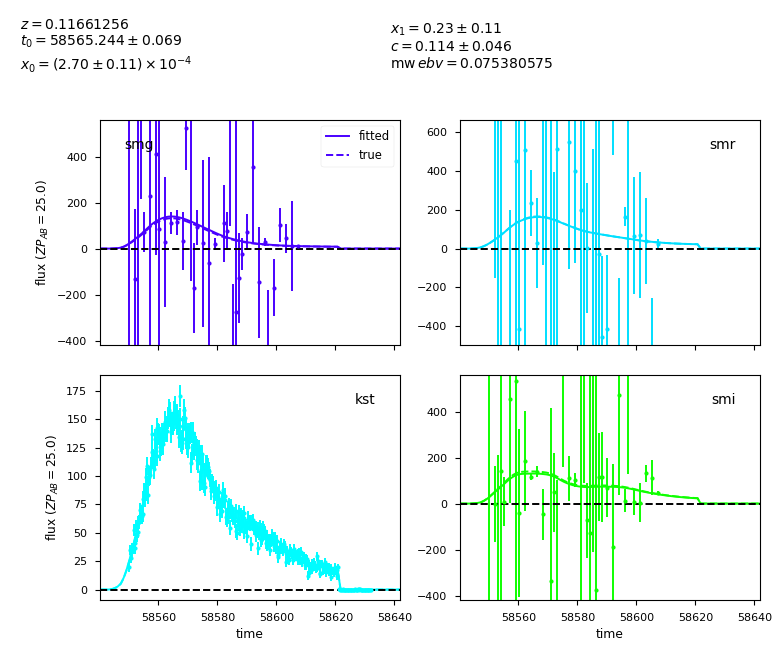 z = 0.11661256
t₀ = 58565.244 ± 0.069
x₀ = (2.70 ± 0.11) × 10⁻⁴
x₁ = 0.23 ± 0.11
c = 0.114 ± 0.046
mw ebv = 0.075380575
smg
fitted
true
400
200
0
−200
−400
flux (ZP_AB = 25.0)
smr
600
400
200
0
−200
−400
kst
175
150
125
100
75
50
25
0
flux (ZP_AB = 25.0)
58560 58580 58600 58620 58640
time
smi
400
200
0
−200
−400
58560 58580 58600 58620 58640
time